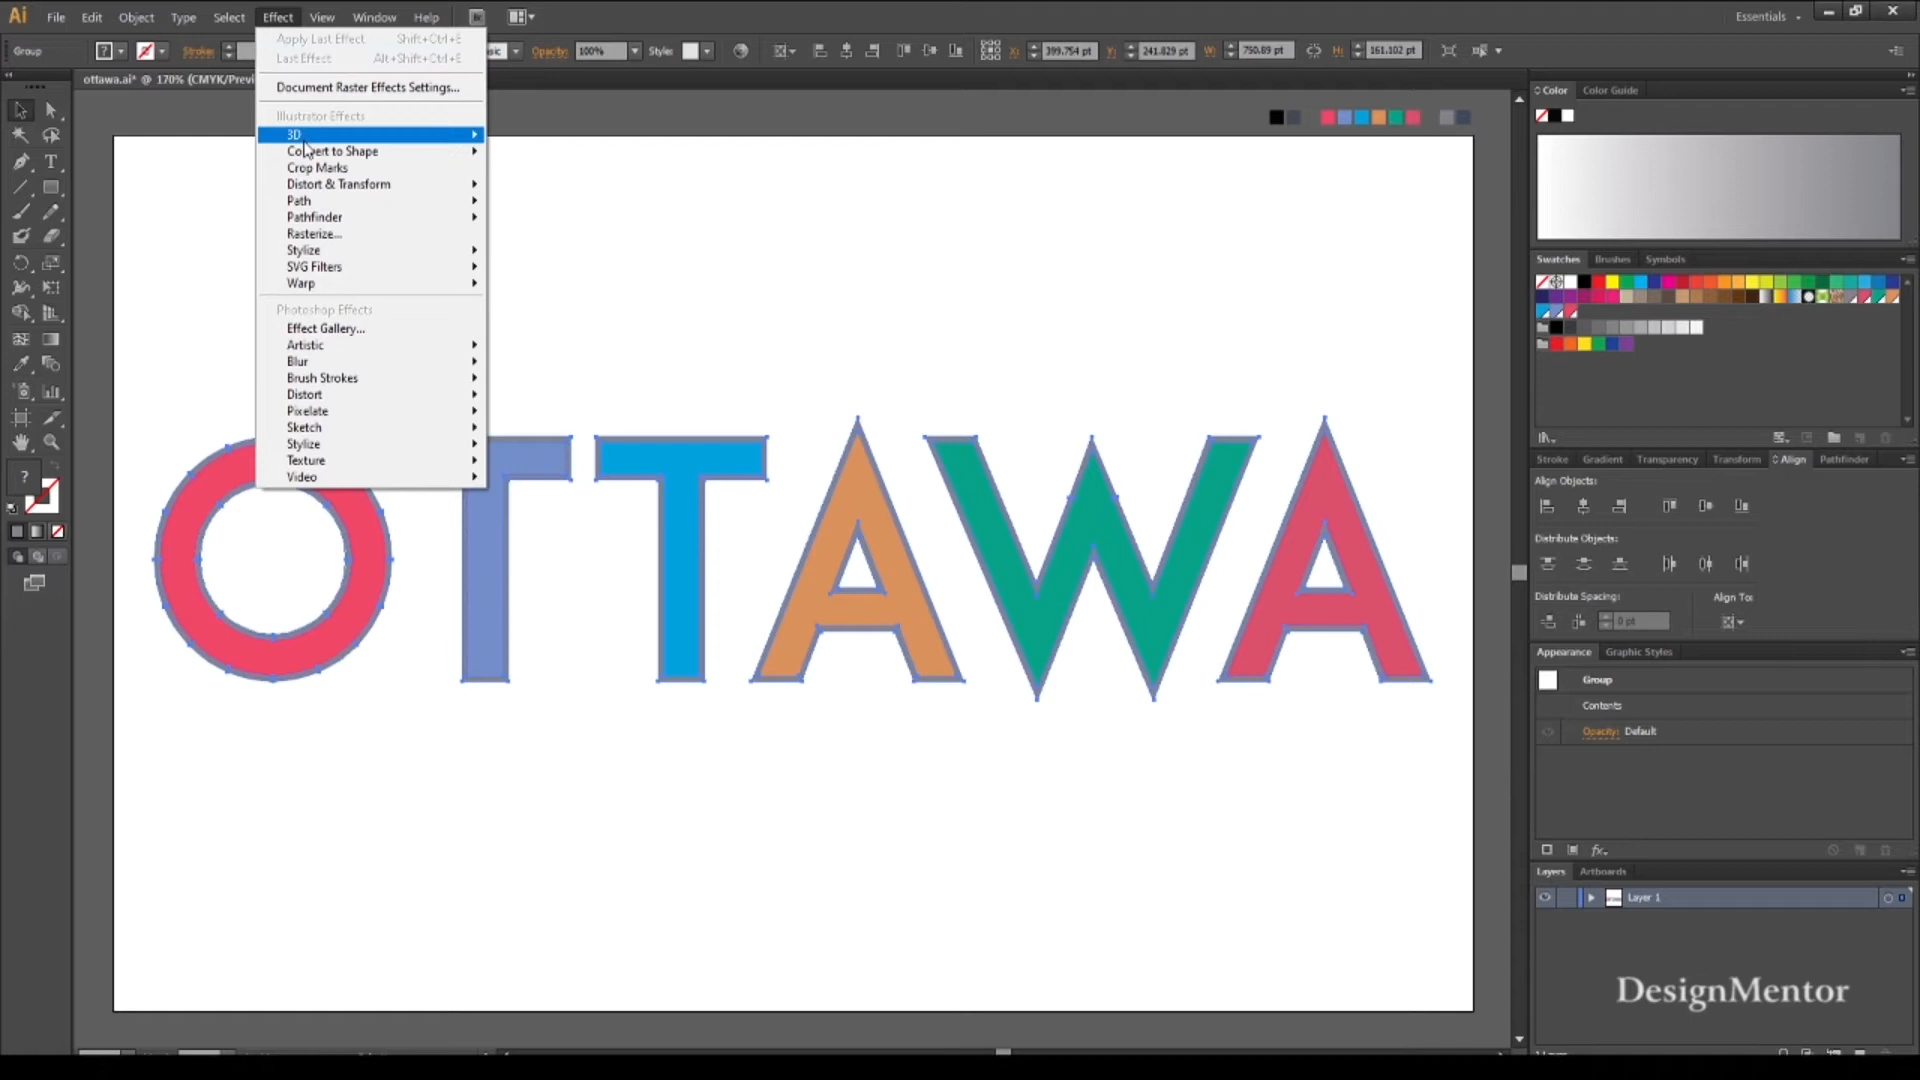 Ai File Edit Object Type Select Effect View Window Help Br Essentials
Group Stroke: Opacity: 100% Style: X: 399.754 pt Y: 241.829 pt W: 750.89 pt H: 161.102 pt
ottawa.ai* @ 170% (CMYK/Previ
Apply Last Effect Shift+Ctrl+E
Last Effect Alt+Shift+Ctrl+E
Document Raster Effects Settings...
Illustrator Effects
3D
Convert to Shape
Crop Marks
Distort & Transform
Path
Pathfinder
Rasterize...
Stylize
SVG Filters
Warp
Photoshop Effects
Effect Gallery...
Artistic
Blur
Brush Strokes
Distort
Pixelate
Sketch
Stylize
Texture
Video
OTTAWA
Color Color Guide
Swatches Brushes Symbols
Stroke Gradient Transparency Transform Align Pathfinder
Align Objects:
Distribute Objects:
Distribute Spacing: Align To:
0 pt
Appearance Graphic Styles
Group
Contents
Opacity: Default
fx
Layers Artboards
Layer 1
DesignMentor